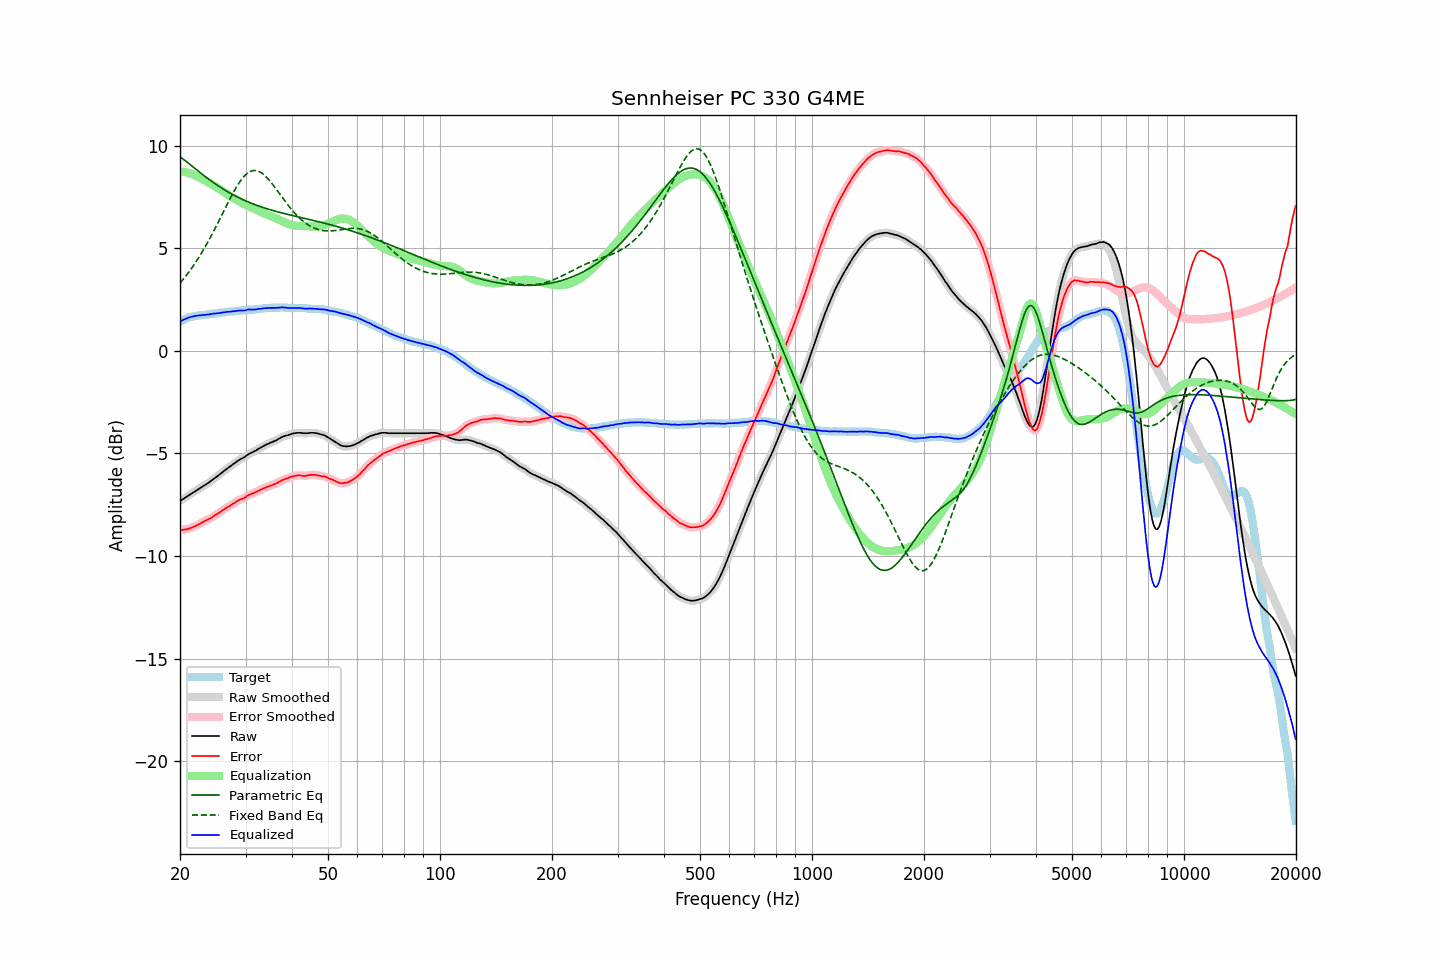 Sennheiser PC 330 G4ME
Amplitude (dBr)
10
5
0
−5
−10
−15
−20
Target
Raw Smoothed
Error Smoothed
Raw
Error
Equalization
Parametric Eq
Fixed Band Eq
Equalized
20 50 100 200 500 1000 2000 5000 10000 20000
Frequency (Hz)